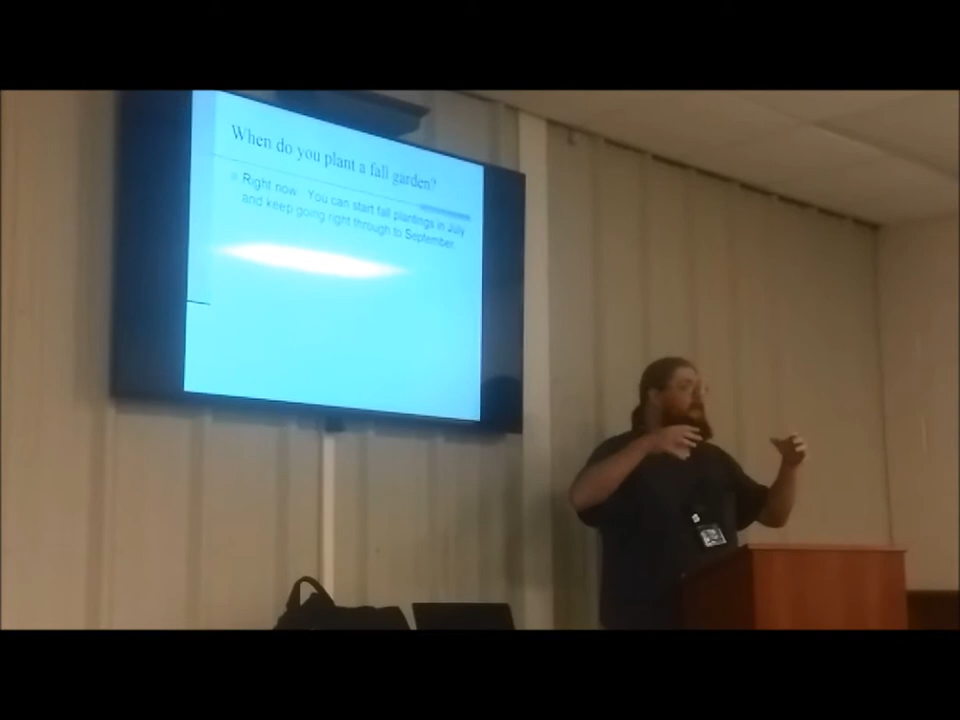 When do you plant a fall garden?
Right now. You can start fall plantings in July
and keep going right through to September.